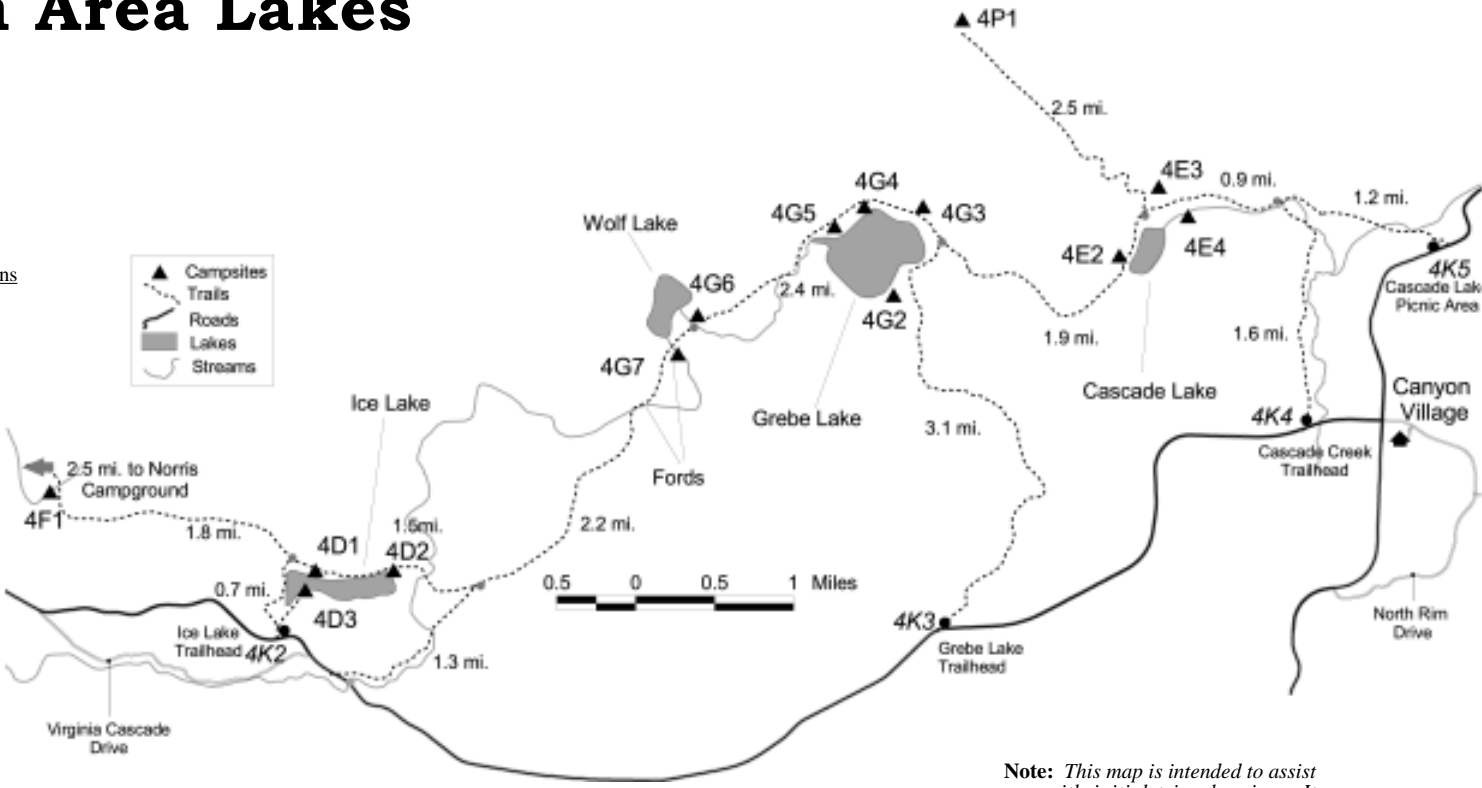 Area Lakes
4P1
2.5 mi.
4E3
0.9 mi.
1.2 mi.
4G4
4G5
4G3
Wolf Lake
4E2
4E4
ns
Campsites
Trails
Roads
Lakes
Streams
4G6
2.4 mi.
4G2
4K5
Cascade Lak
Picnic Area
1.9 mi.
1.6 mi.
4G7
Cascade Lake
Canyon
Village
Ice Lake
Grebe Lake
3.1 mi.
4K4
Cascade Creek
Trailhead
2.5 mi. to Norris
Campground
Fords
4F1
1.8 mi.
1.5mi.
2.2 mi.
4D1
4D2
0.7 mi.
0.5 0 0.5 1 Miles
4D3
Ice Lake
Trailhead
4K2
4K3
Grebe Lake
Trailhead
North Rim
Drive
1.3 mi.
Virginia Cascade
Drive
Note: This map is intended to assist